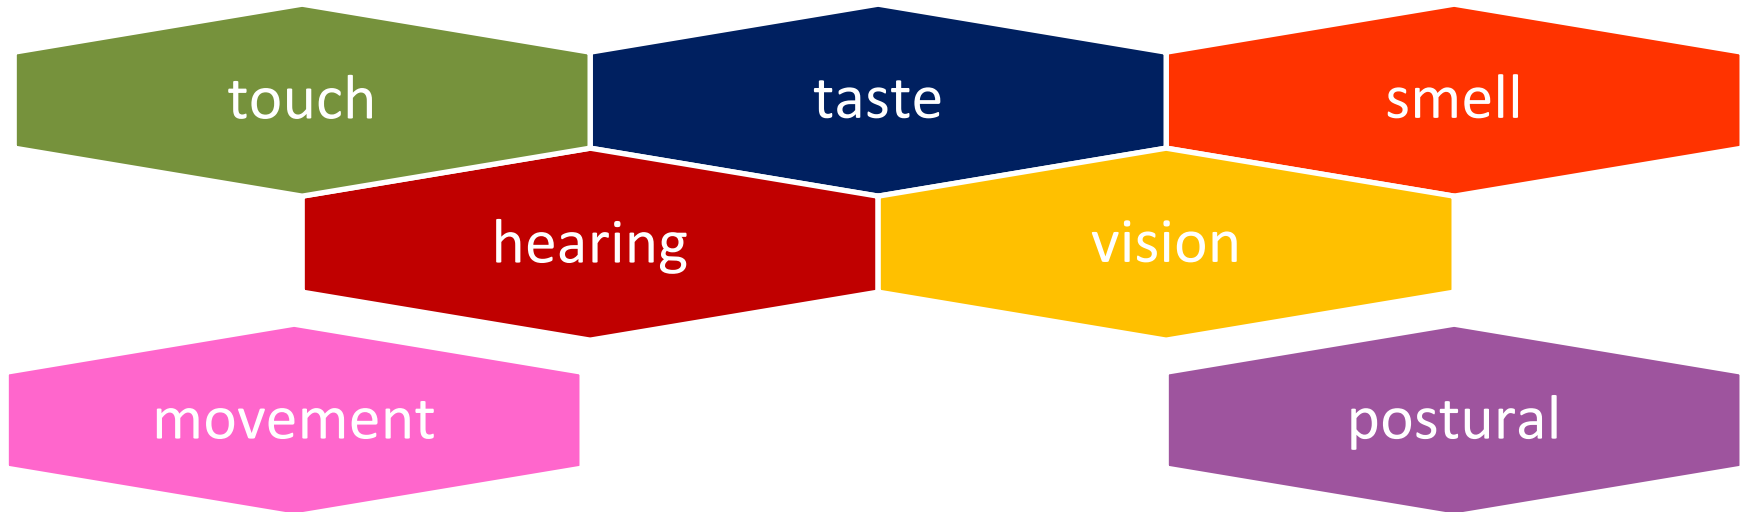 touch
taste
smell
hearing
vision
movement
postural